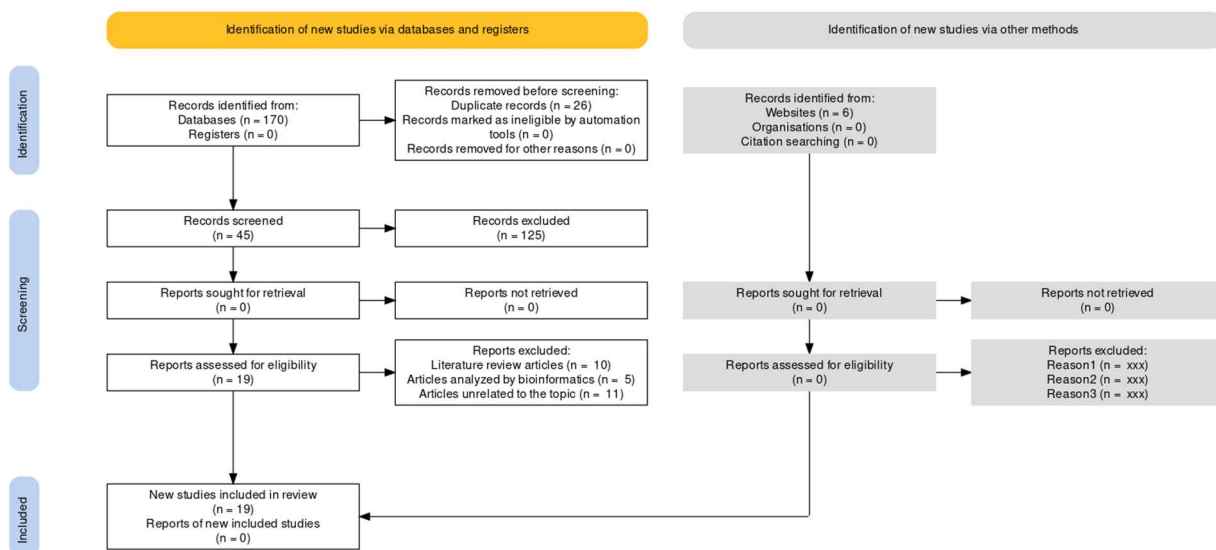 Identification of new studies via databases and registers
Identification of new studies via other methods
Identification
Records identified from:
Databases (n = 170)
Registers (n = 0)
Records removed before screening:
Duplicate records (n = 26)
Records marked as ineligible by automation
tools (n = 0)
Records removed for other reasons (n = 0)
Records identified from:
Websites (n = 6)
Organisations (n = 0)
Citation searching (n = 0)
Screening
Records screened
(n = 45)
Records excluded
(n = 125)
Reports sought for retrieval
(n = 0)
Reports not retrieved
(n = 0)
Reports sought for retrieval
(n = 0)
Reports not retrieved
(n = 0)
Reports assessed for eligibility
(n = 19)
Reports excluded:
Literature review articles (n = 10)
Articles analyzed by bioinformatics (n = 5)
Articles unrelated to the topic (n = 11)
Reports assessed for eligibility
(n = 0)
Reports excluded:
Reason1 (n = xxx)
Reason2 (n = xxx)
Reason3 (n = xxx)
Included
New studies included in review
(n = 19)
Reports of new included studies
(n = 0)